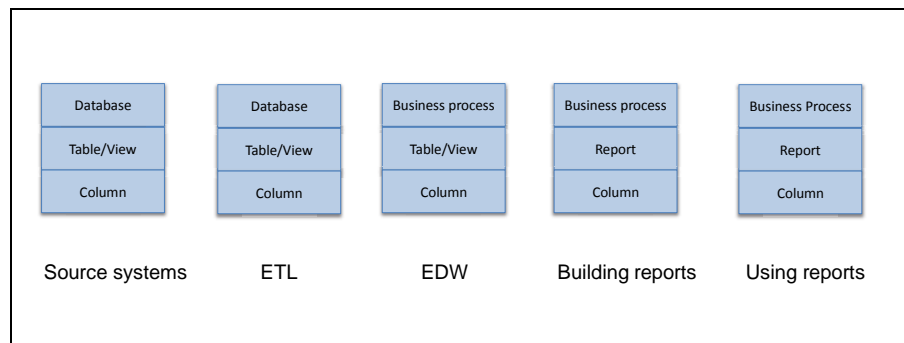 Database
Database
Business process
Business process
Business Process
Table/View
Table/View
Table/View
Report
Report
Column
Column
Column
Column
Column
Source systems
ETL
EDW
Building reports
Using reports